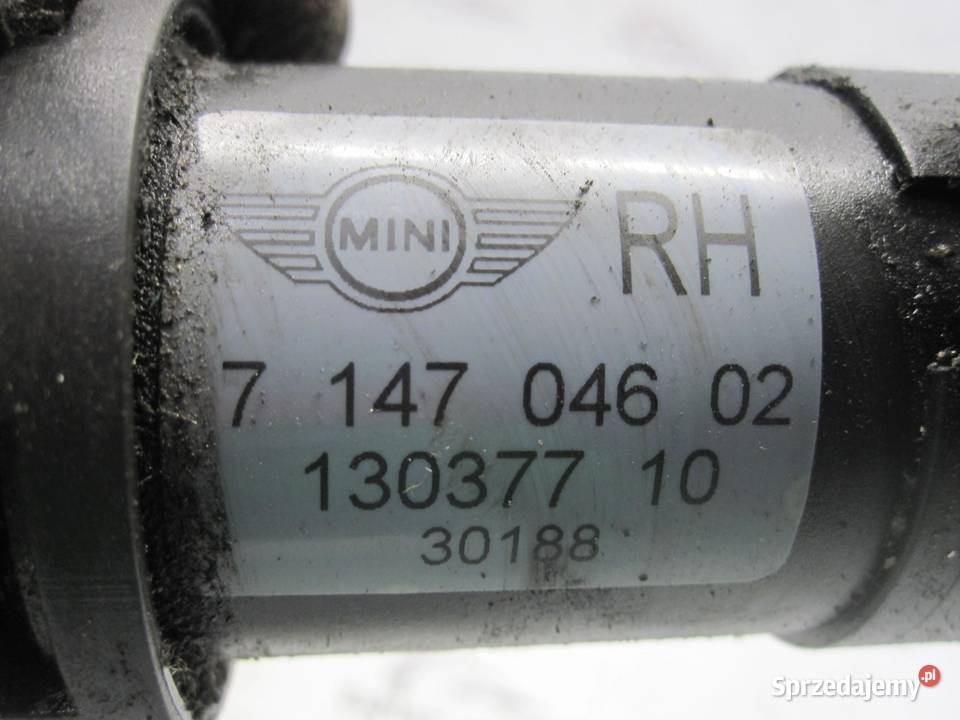 MINI RH
7 147 046 02
130377 10
30188
Sprzedajemy.pl